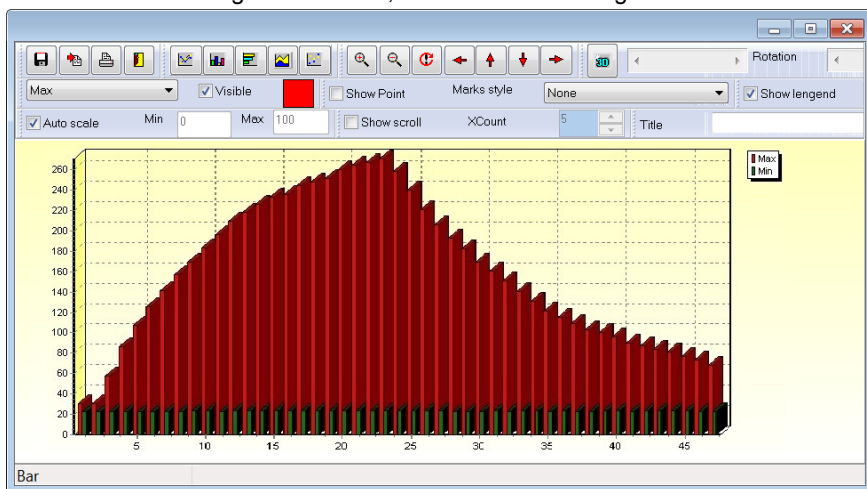 3D Rotation
Max Visible Show Point Marks style None Show lengend
Auto scale Min 0 Max 100 Show scroll XCount 5 Title
260
240
220
200
180
160
140
120
100
80
60
40
20
0
5 10 15 20 25 30 35 40 45
Max
Min
Bar